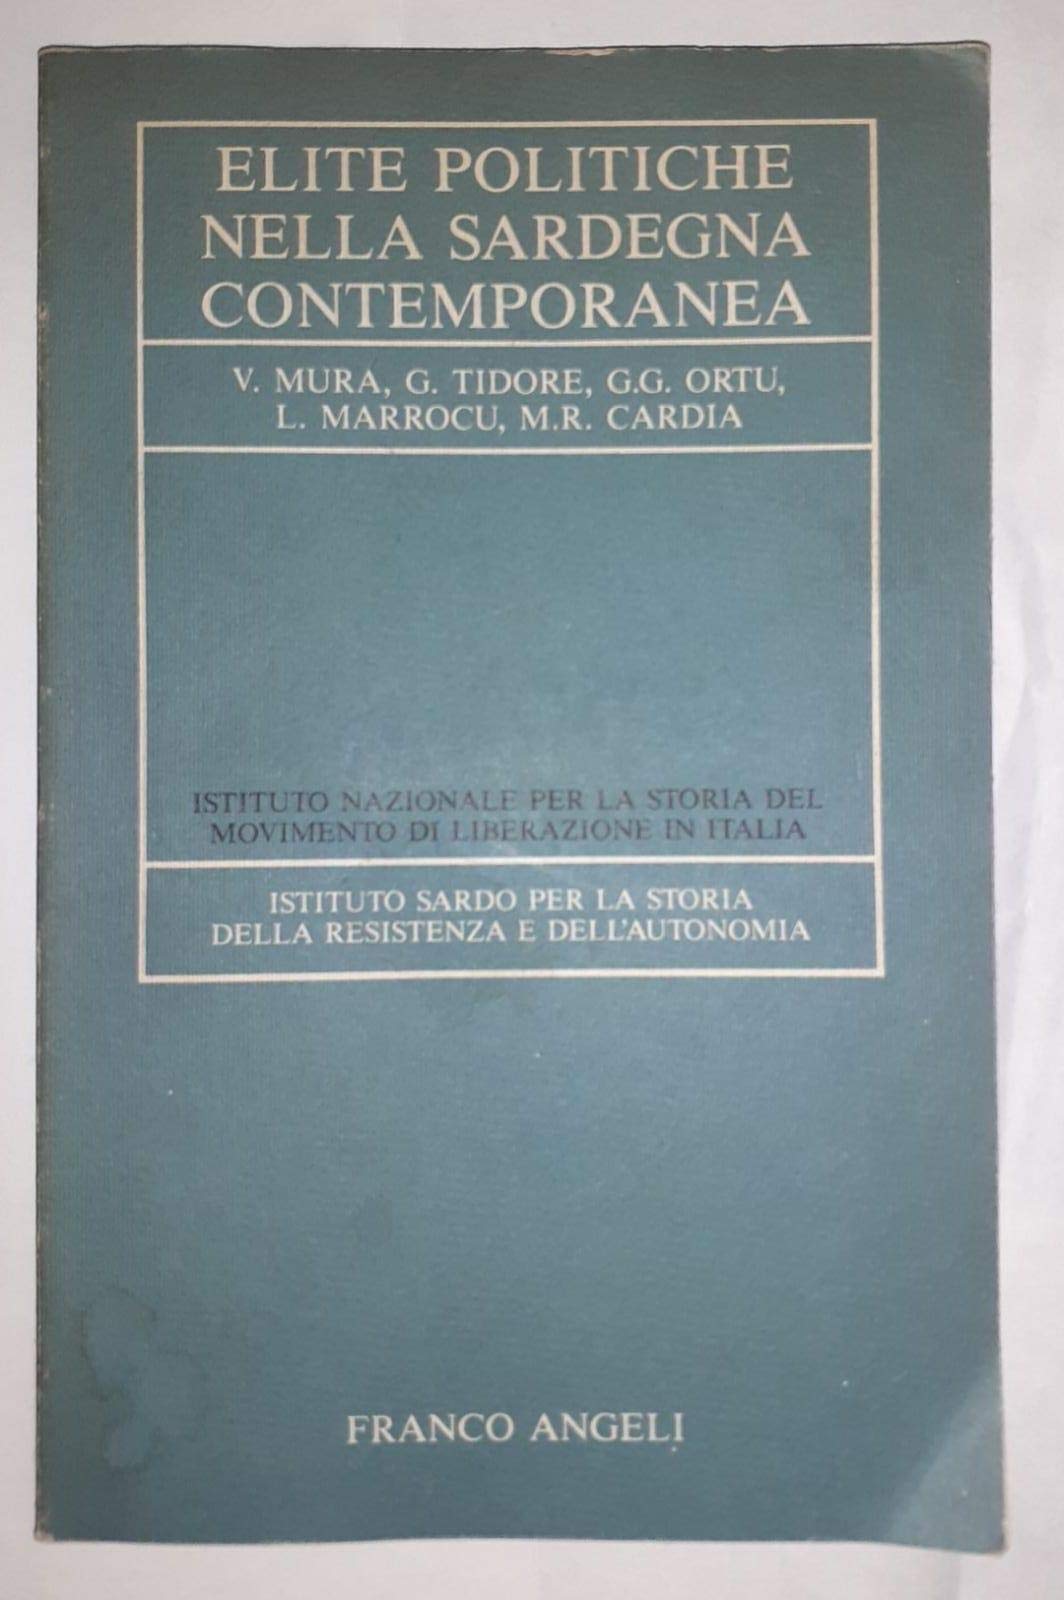 ELITE POLITICHE
NELLA SARDEGNA
CONTEMPORANEA
V. MURA, G. TIDORE, G.G. ORTU,
L. MARROCU, M.R. CARDIA
ISTITUTO NAZIONALE PER LA STORIA DEL
MOVIMENTO DI LIBERAZIONE IN ITALIA
ISTITUTO SARDO PER LA STORIA
DELLA RESISTENZA E DELL'AUTONOMIA
FRANCO ANGELI